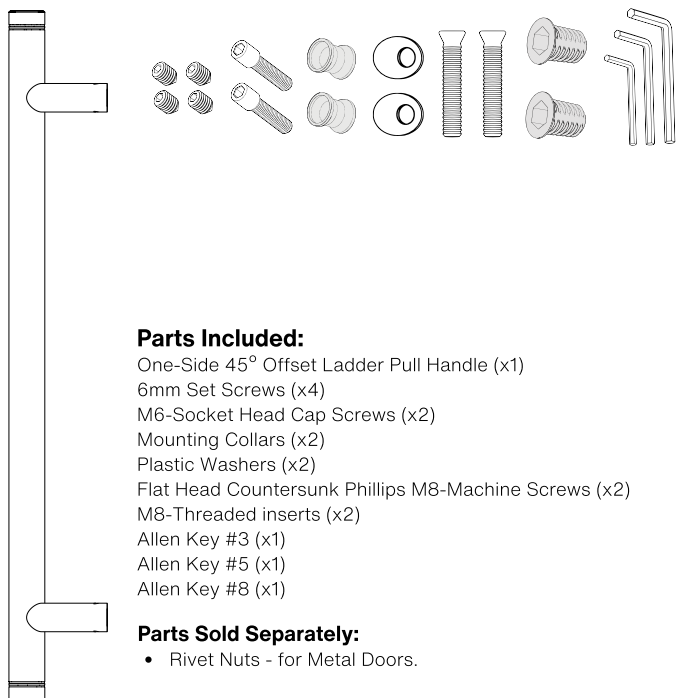 Parts Included:
One-Side 45° Offset Ladder Pull Handle (x1)
6mm Set Screws (x4)
M6-Socket Head Cap Screws (x2)
Mounting Collars (x2)
Plastic Washers (x2)
Flat Head Countersunk Phillips M8-Machine Screws (x2)
M8-Threaded inserts (x2)
Allen Key #3 (x1)
Allen Key #5 (x1)
Allen Key #8 (x1)
Parts Sold Separately:
• Rivet Nuts - for Metal Doors.